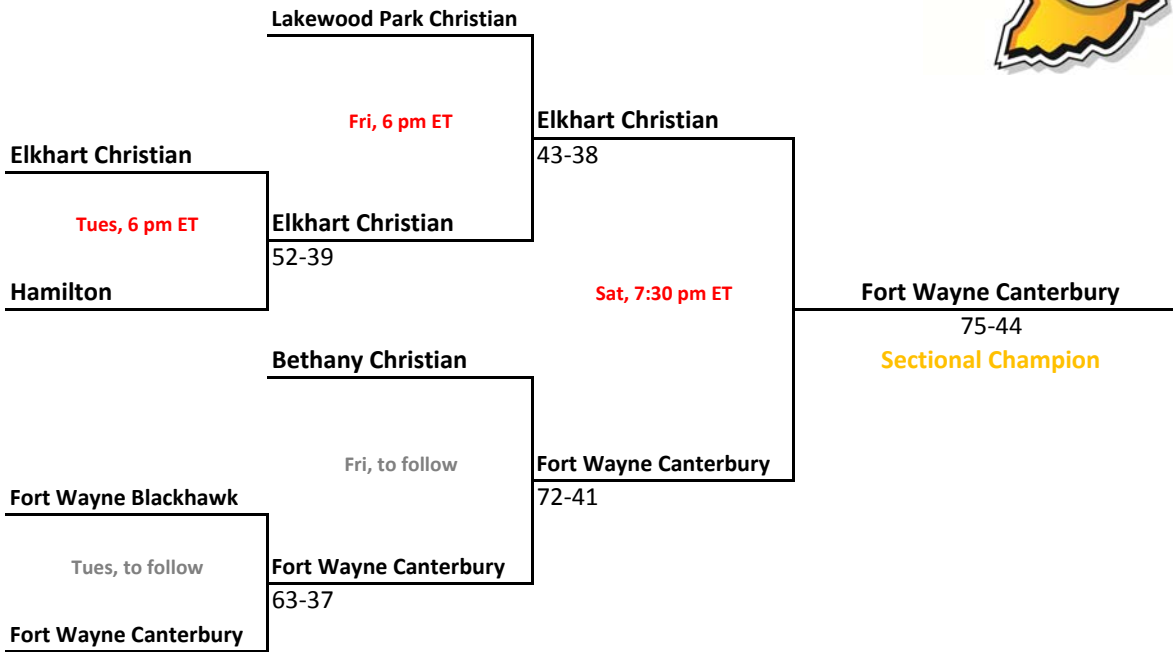 Lakewood Park Christian
Fri, 6 pm ET
Elkhart Christian
Elkhart Christian
43-38
Tues, 6 pm ET
Elkhart Christian
52-39
Hamilton
Sat, 7:30 pm ET
Fort Wayne Canterbury
75-44
Bethany Christian
Sectional Champion
Fri, to follow
Fort Wayne Canterbury
Fort Wayne Blackhawk
72-41
Tues, to follow
Fort Wayne Canterbury
63-37
Fort Wayne Canterbury